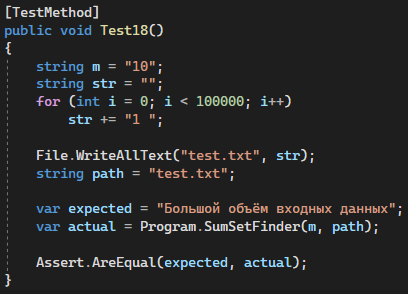 [TestMethod]
public void Test18()
{
    string m = "10";
    string str = "";
    for (int i = 0; i < 100000; i++)
        str += "1 ";

    File.WriteAllText("test.txt", str);
    string path = "test.txt";

    var expected = "Большой объём входных данных";
    var actual = Program.SumSetFinder(m, path);

    Assert.AreEqual(expected, actual);
}